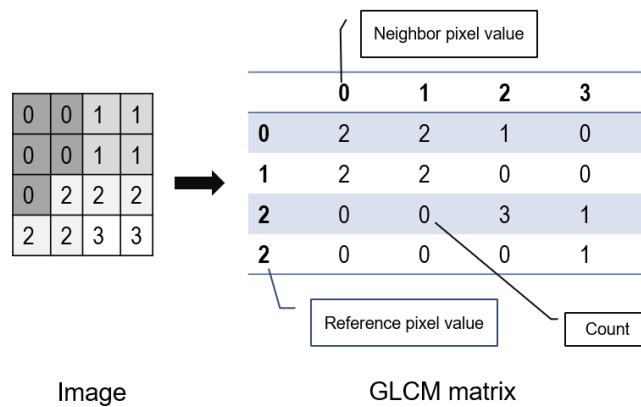 Neighbor pixel value
0 1 2 3
0 0 1 1
0 2 2 1 0
0 0 1 1
1 2 2 0 0
0 2 2 2
2 0 0 3 1
2 2 3 3
2 0 0 0 1
Reference pixel value
Count
Image
GLCM matrix